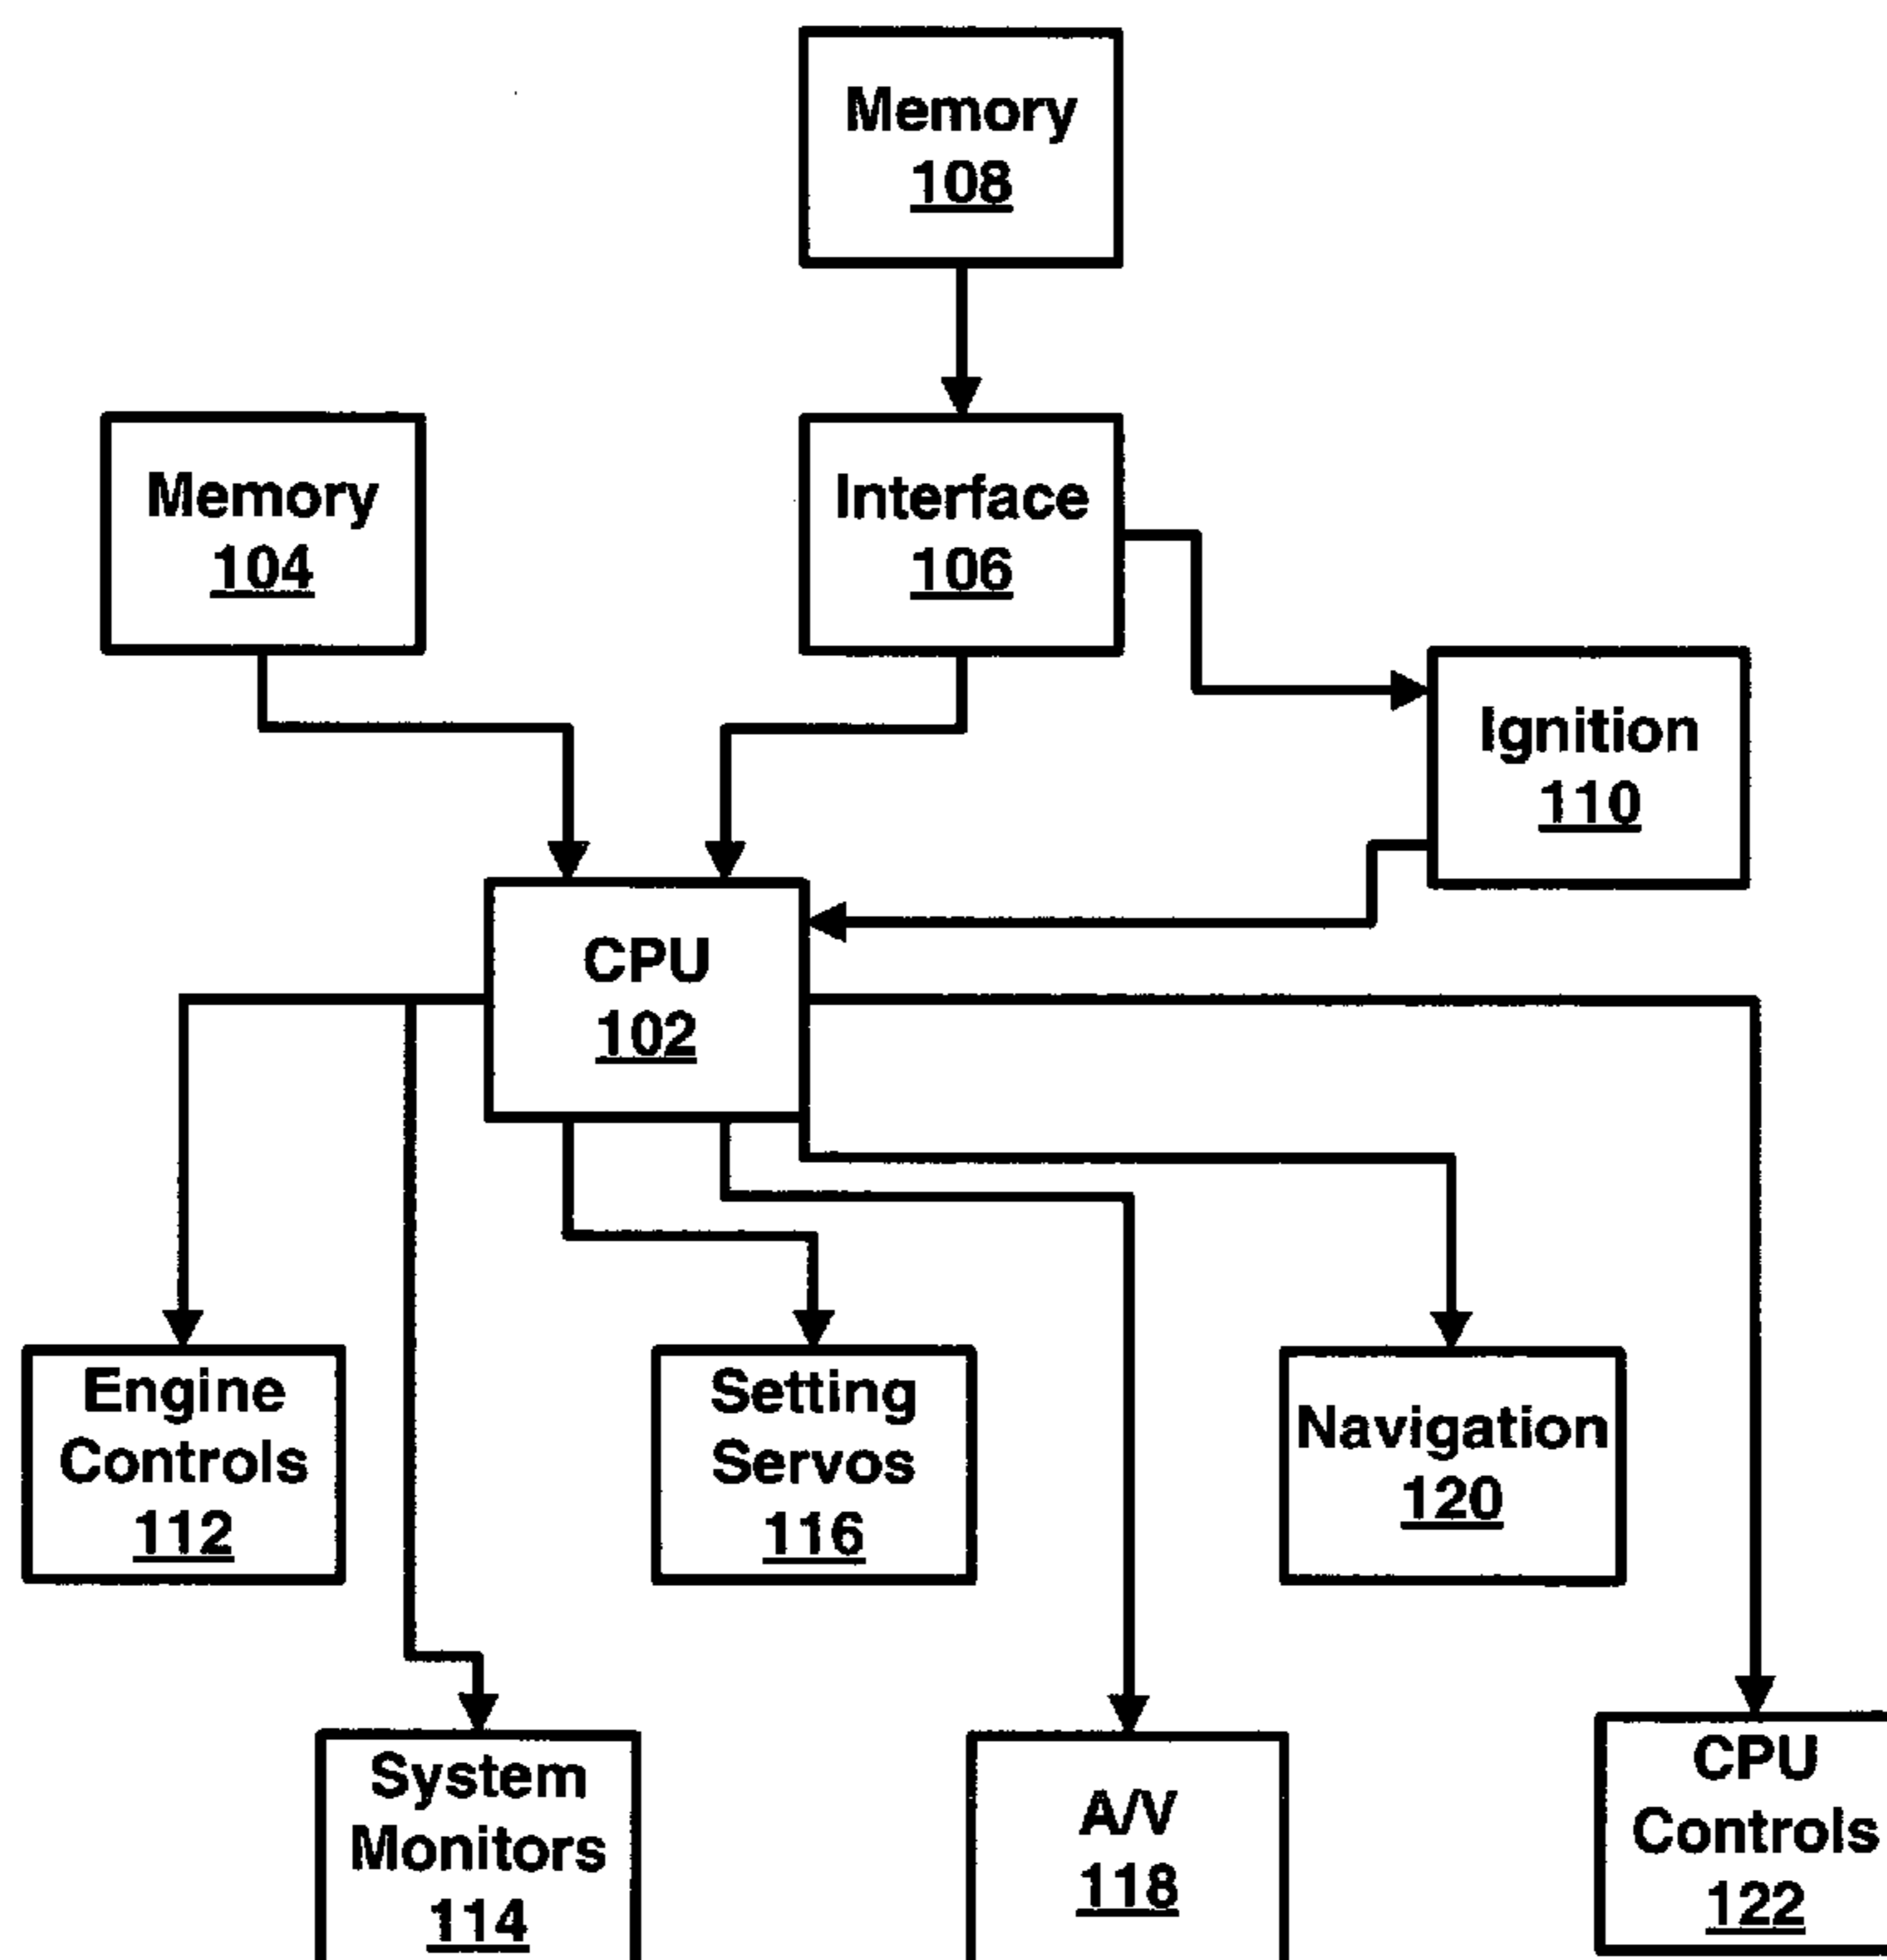 Memory
108
Memory
104
Interface
106
Ignition
110
CPU
102
Engine
Controls
112
Setting
Servos
116
Navigation
120
System
Monitors
114
A/V
118
CPU
Controls
122